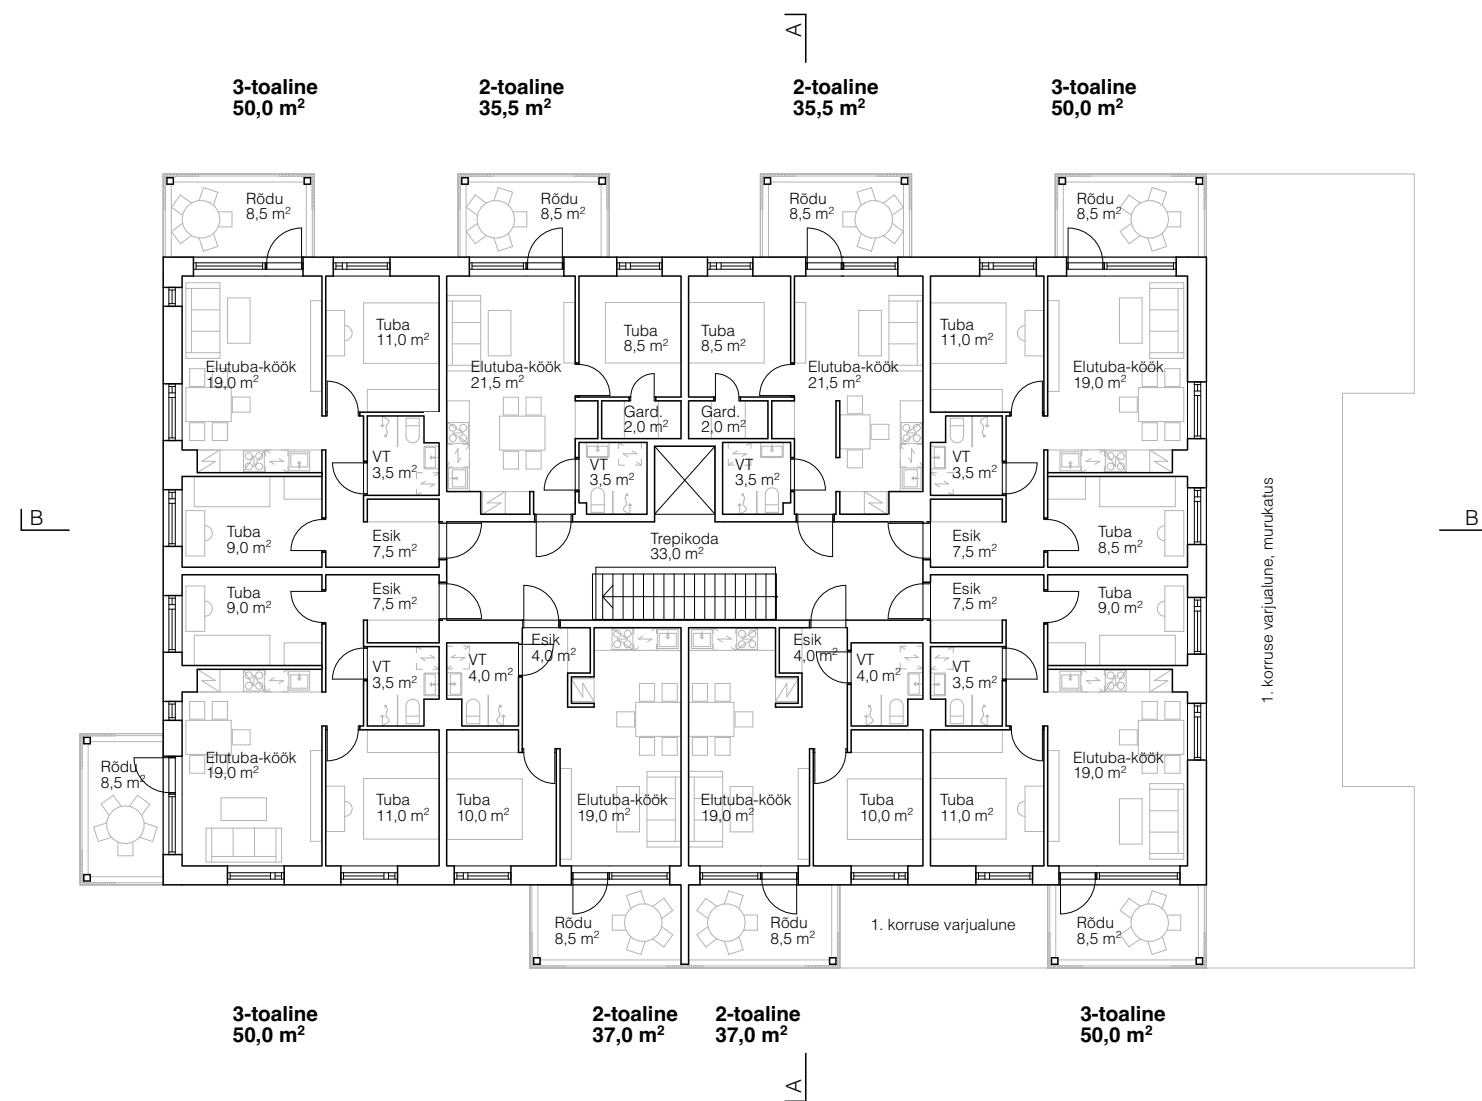 A
3-toaline
50,0 m²
2-toaline
35,5 m²
2-toaline
35,5 m²
3-toaline
50,0 m²
Rõdu
8,5 m²
Rõdu
8,5 m²
Rõdu
8,5 m²
Rõdu
8,5 m²
Elutuba-köök
19,0 m²
Tuba
11,0 m²
Elutuba-köök
21,5 m²
Tuba
8,5 m²
Tuba
8,5 m²
Elutuba-köök
21,5 m²
Tuba
11,0 m²
Elutuba-köök
19,0 m²
Gard.
2,0 m²
Gard.
2,0 m²
VT
3,5 m²
VT
3,5 m²
VT
3,5 m²
VT
3,5 m²
B
Tuba
9,0 m²
Esik
7,5 m²
Trepikoda
33,0 m²
Esik
7,5 m²
Tuba
8,5 m²
B
1. korruse varjualune, murukatus
Tuba
9,0 m²
Esik
7,5 m²
Esik
7,5 m²
Tuba
9,0 m²
Esik
4,0 m²
Esik
4,0 m²
VT
3,5 m²
VT
4,0 m²
VT
4,0 m²
VT
3,5 m²
Rõdu
8,5 m²
Elutuba-köök
19,0 m²
Tuba
11,0 m²
Tuba
10,0 m²
Elutuba-köök
19,0 m²
Elutuba-köök
19,0 m²
Tuba
10,0 m²
Tuba
11,0 m²
Elutuba-köök
19,0 m²
Rõdu
8,5 m²
Rõdu
8,5 m²
1. korruse varjualune
Rõdu
8,5 m²
3-toaline
50,0 m²
2-toaline
37,0 m²
2-toaline
37,0 m²
3-toaline
50,0 m²
A